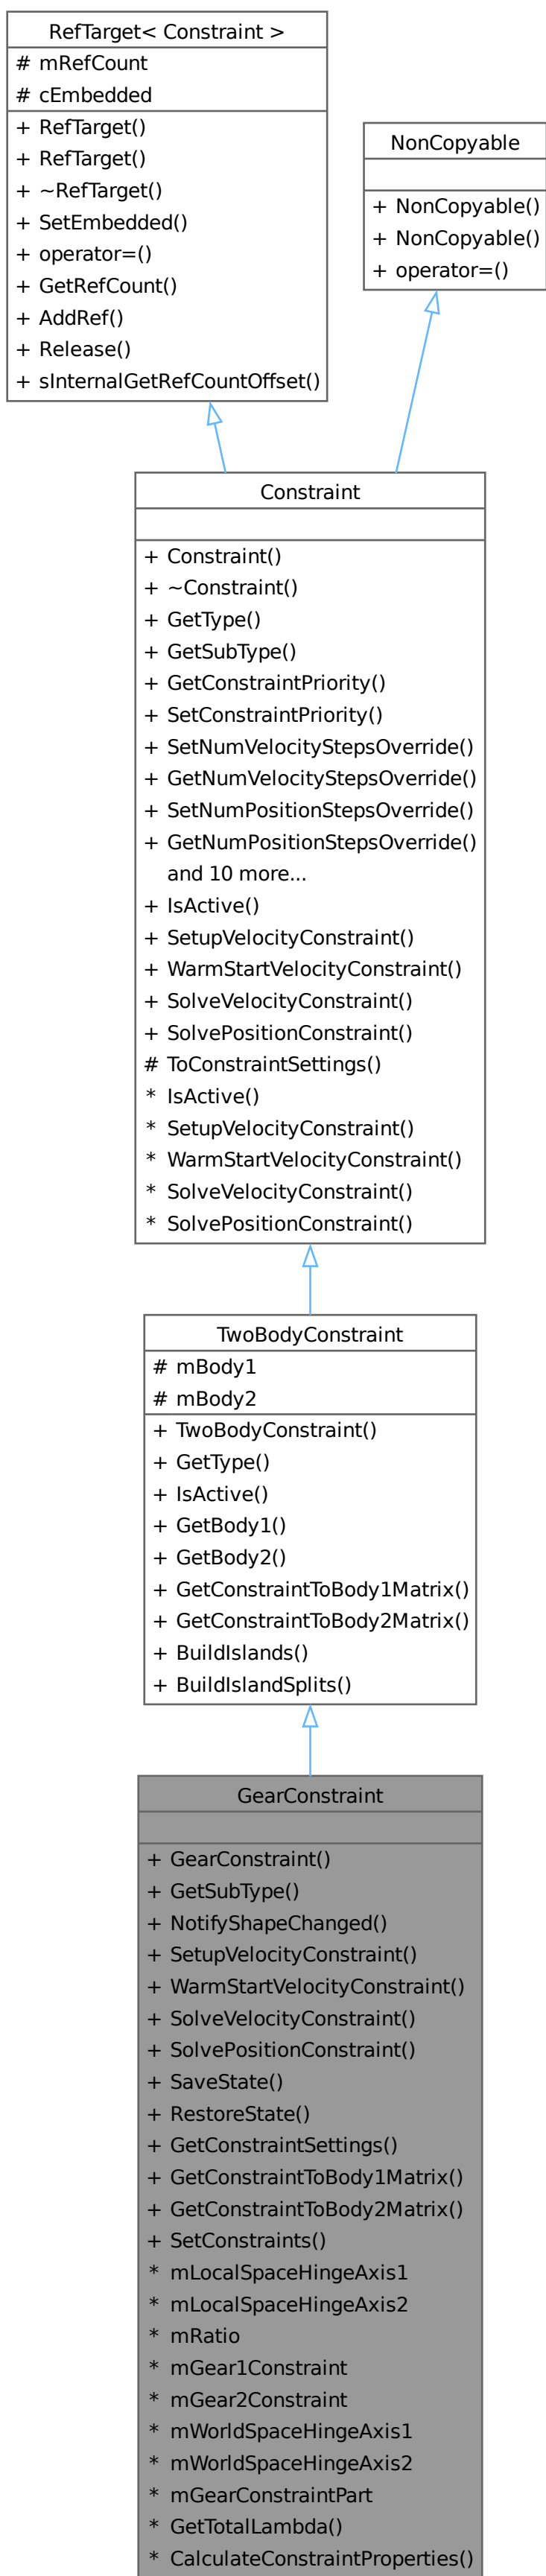 RefTarget< Constraint >
# mRefCount
# cEmbedded
+ RefTarget()
+ RefTarget()
+ ~RefTarget()
+ SetEmbedded()
+ operator=()
+ GetRefCount()
+ AddRef()
+ Release()
+ sInternalGetRefCountOffset()
NonCopyable
+ NonCopyable()
+ NonCopyable()
+ operator=()
Constraint
+ Constraint()
+ ~Constraint()
+ GetType()
+ GetSubType()
+ GetConstraintPriority()
+ SetConstraintPriority()
+ SetNumVelocityStepsOverride()
+ GetNumVelocityStepsOverride()
+ SetNumPositionStepsOverride()
+ GetNumPositionStepsOverride()
and 10 more...
+ IsActive()
+ SetupVelocityConstraint()
+ WarmStartVelocityConstraint()
+ SolveVelocityConstraint()
+ SolvePositionConstraint()
# ToConstraintSettings()
* IsActive()
* SetupVelocityConstraint()
* WarmStartVelocityConstraint()
* SolveVelocityConstraint()
* SolvePositionConstraint()
TwoBodyConstraint
# mBody1
# mBody2
+ TwoBodyConstraint()
+ GetType()
+ IsActive()
+ GetBody1()
+ GetBody2()
+ GetConstraintToBody1Matrix()
+ GetConstraintToBody2Matrix()
+ BuildIslands()
+ BuildIslandSplits()
GearConstraint
+ GearConstraint()
+ GetSubType()
+ NotifyShapeChanged()
+ SetupVelocityConstraint()
+ WarmStartVelocityConstraint()
+ SolveVelocityConstraint()
+ SolvePositionConstraint()
+ SaveState()
+ RestoreState()
+ GetConstraintSettings()
+ GetConstraintToBody1Matrix()
+ GetConstraintToBody2Matrix()
+ SetConstraints()
* mLocalSpaceHingeAxis1
* mLocalSpaceHingeAxis2
* mRatio
* mGear1Constraint
* mGear2Constraint
* mWorldSpaceHingeAxis1
* mWorldSpaceHingeAxis2
* mGearConstraintPart
* GetTotalLambda()
* CalculateConstraintProperties()